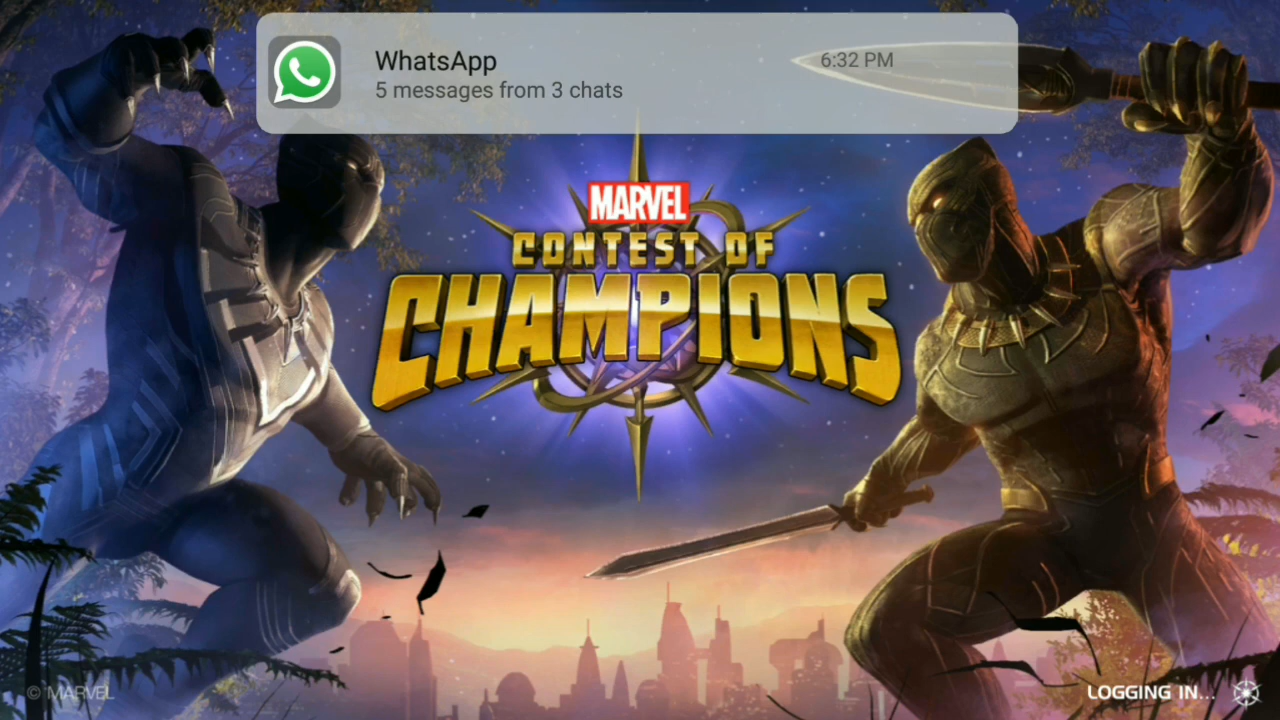 WhatsApp
6:32 PM
5 messages from 3 chats
MARVEL
CONTEST OF
CHAMPIONS
© MARVEL
LOGGING IN...